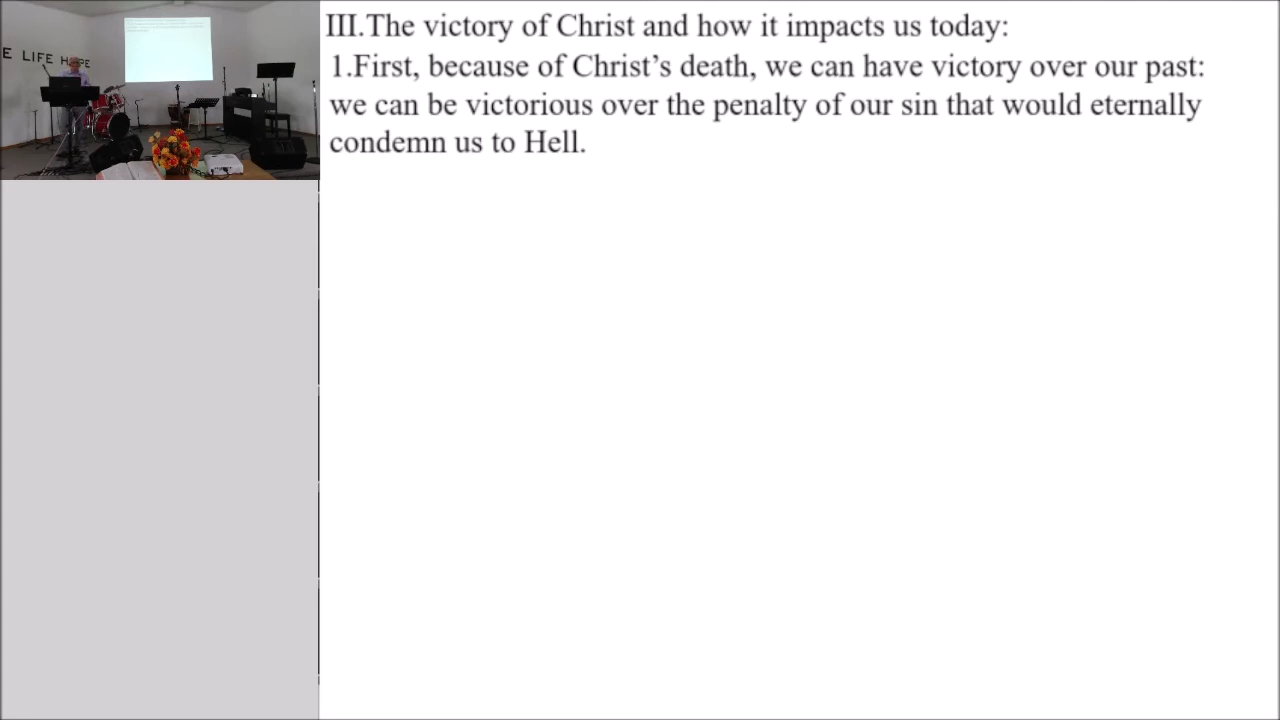 E LIFE H PE
III.The victory of Christ and how it impacts us today:
1.First, because of Christ’s death, we can have victory over our past:
we can be victorious over the penalty of our sin that would eternally
condemn us to Hell.